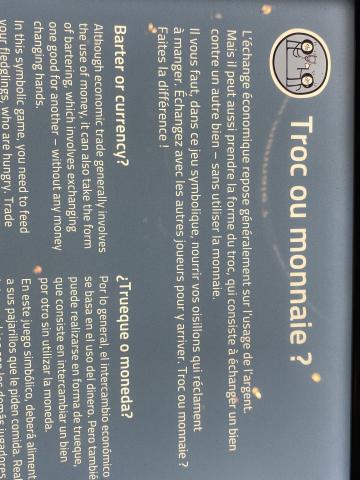 Troc ou monnaie ?
L'échange économique repose généralement sur l'usage de l'argent.
Mais il peut aussi prendre la forme du troc, qui consiste à échanger un bien
contre un autre bien – sans utiliser la monnaie.
Il vous faut, dans ce jeu symbolique, nourrir vos oisillons qui réclament
à manger. Échangez avec les autres joueurs pour y arriver. Troc ou monnaie ?
Faites la différence !
Barter or currency?
Although economic trade generally involves
the use of money, it can also take the form
of bartering, which involves exchanging
one good for another – without any money
changing hands.
In this symbolic game, you need to feed
your fledglings, who are hungry. Trade
¿Trueque o moneda?
Por lo general, el intercambio económico
se basa en el uso de dinero. Pero tambié
puede realizarse en forma de trueque,
que consiste en intercambiar un bien
por otro sin utilizar la moneda.
En este juego simbólico, deberá aliment
a sus pajarillos que le piden comida. Real